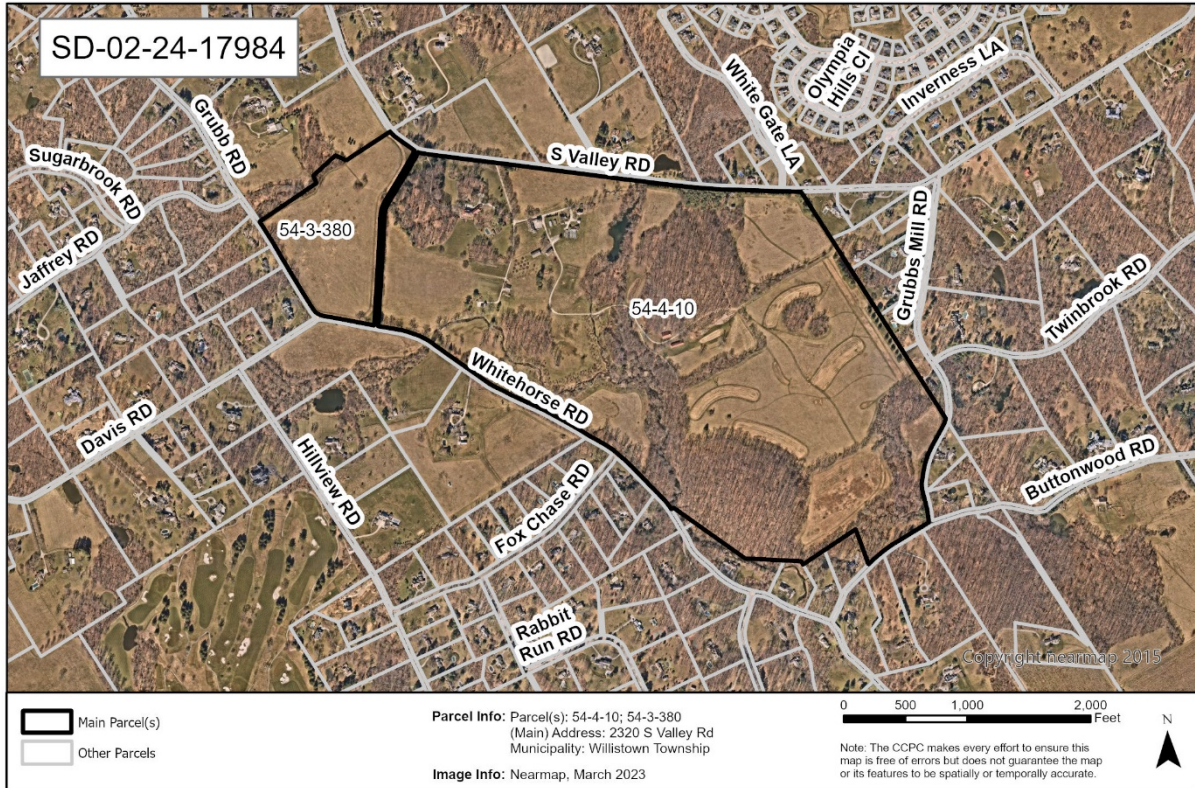 SD-02-24-17984
Grubb RD
Sugarbrook RD
Jaffrey RD
54-3-380
S Valley RD
White Gate LA
Olympia
Hills CI
Inverness LA
Grubbs Mill RD
Twinbrook RD
54-4-10
Whitehorse RD
Davis RD
Hillview RD
Fox Chase RD
Buttonwood RD
Rabbit
Run RD
Copyright nearmap 2015
Main Parcel(s)
Other Parcels
Parcel Info: Parcel(s): 54-4-10; 54-3-380
(Main) Address: 2320 S Valley Rd
Municipality: Willistown Township
Image Info: Nearmap, March 2023
0 500 1,000 2,000
Feet
Note: The CCPC makes every effort to ensure this
map is free of errors but does not guarantee the map
or its features to be spatially or temporally accurate.
N